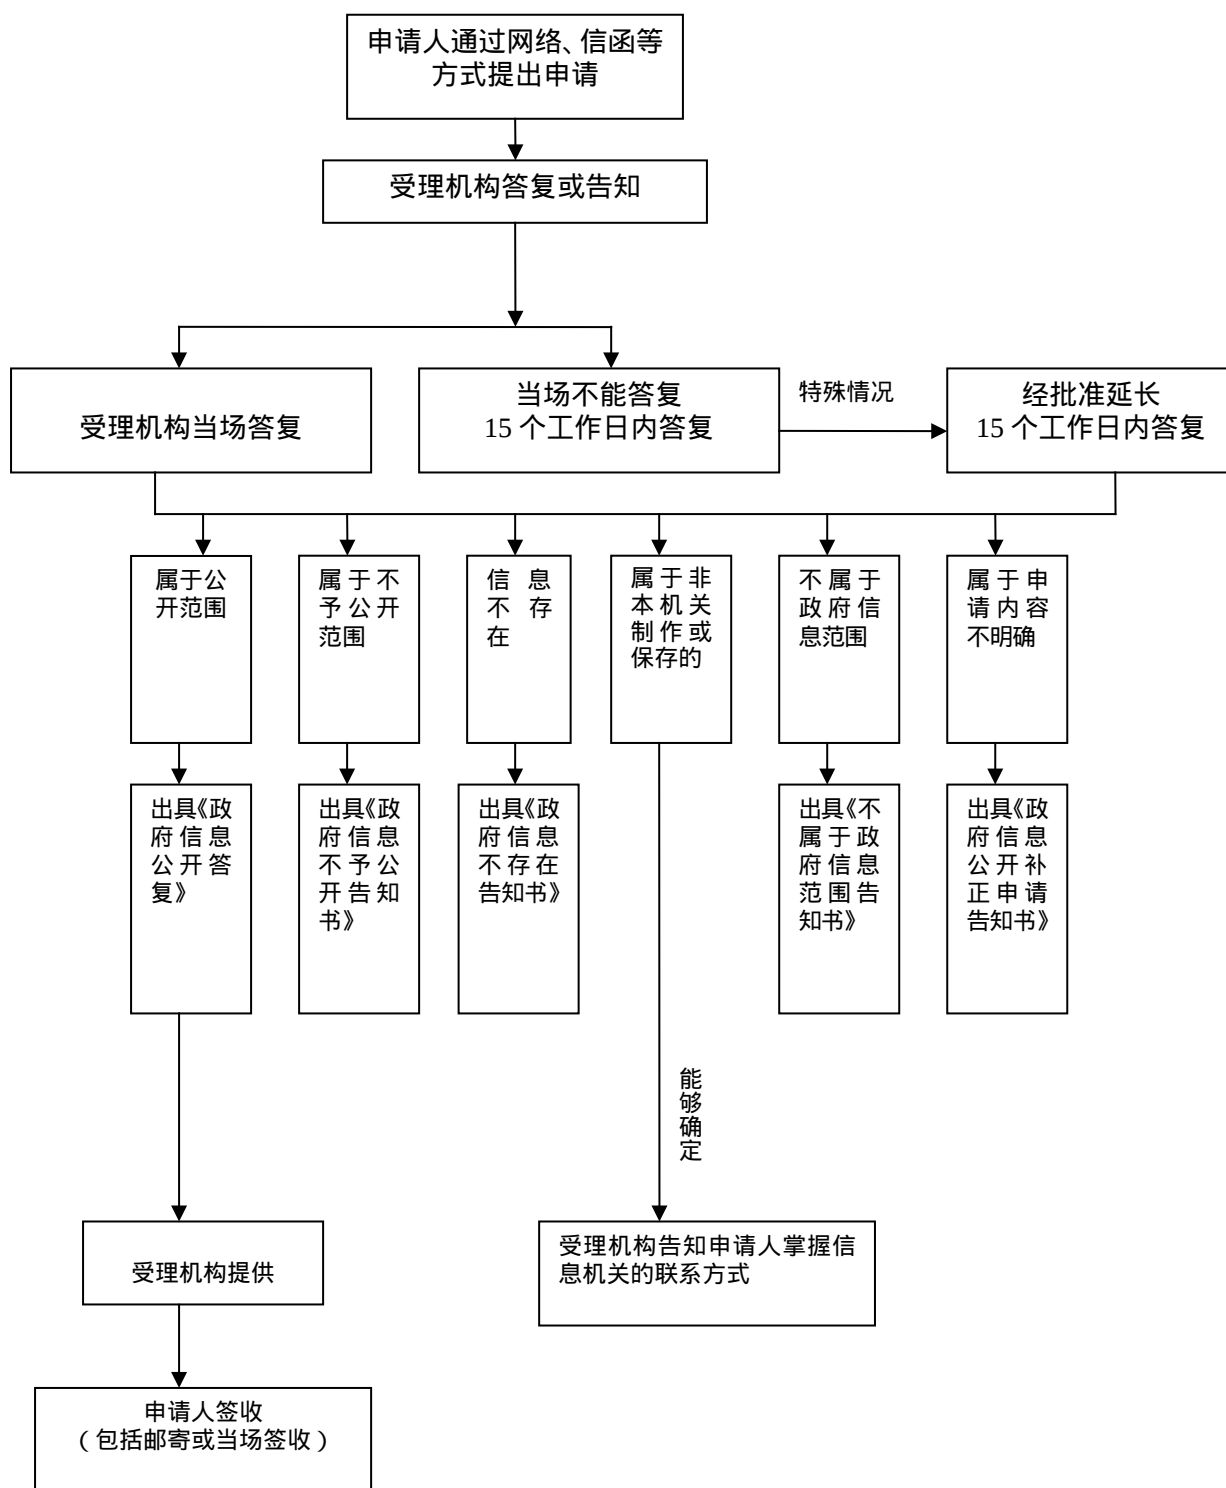 申请人通过网络、信函等
方式提出申请
受理机构答复或告知
受理机构当场答复
当场不能答复
15 个工作日内答复
特殊情况
经批准延长
15 个工作日内答复
属于公
开范围
属于不
予公开
范围
信息
不存
在
属于非
本机关
制作或
保存的
不属于
政府信
息范围
属于申
请内容
不明确
出具《政
府信息
公开答
复》
出具《政
府信息
不予公
开告知
书》
出具《政
府信息
不存在
告知书》
出具《不
属于政
府信息
范围告
知书》
出具《政
府信息
公开补
正申请
告知书》
能
够
确
定
受理机构提供
受理机构告知申请人掌握信
息机关的联系方式
申请人签收
（包括邮寄或当场签收）